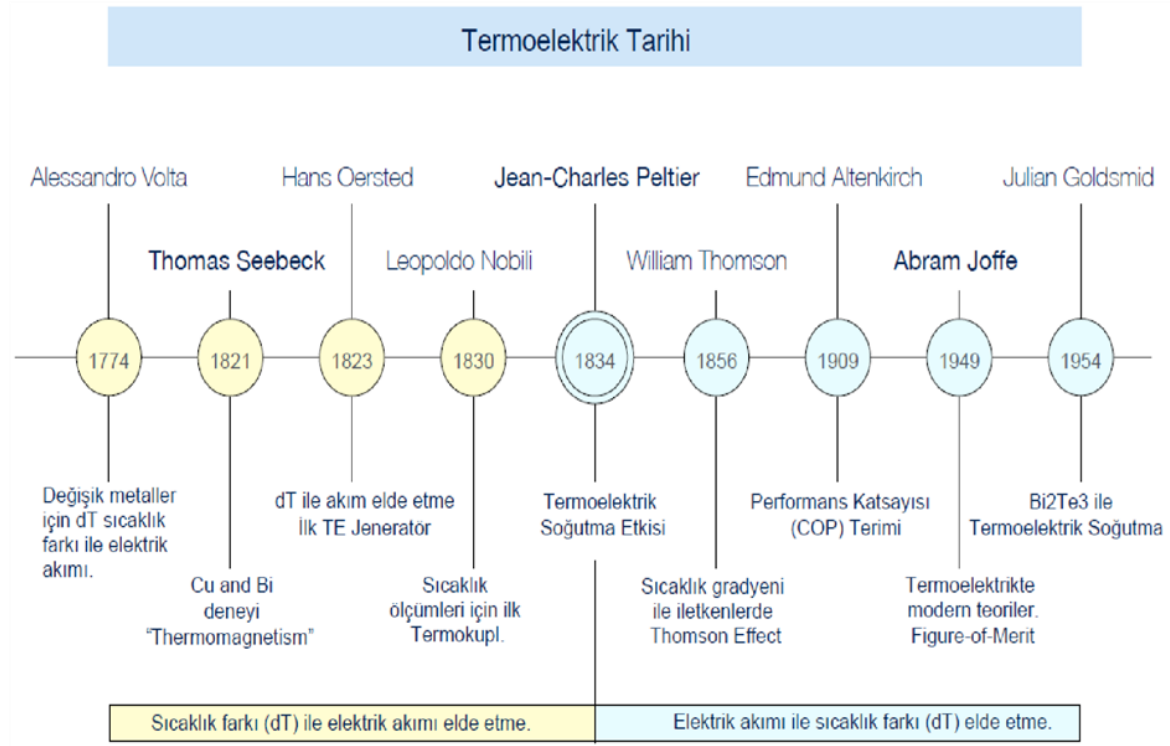 Termoelektrik Tarihi
Alessandro Volta
Hans Oersted
Jean-Charles Peltier
Edmund Altenkirch
Julian Goldsmid
Thomas Seebeck
Leopoldo Nobili
William Thomson
Abram Joffe
1774
1821
1823
1830
1834
1856
1909
1949
1954
Değişik metaller
için dT sıcaklık
farkı ile elektrik
akımı.
dT ile akım elde etme
İlk TE Jeneratör
Termoelektrik
Soğutma Etkisi
Performans Katsayısı
(COP) Terimi
Bi2Te3 ile
Termoelektrik Soğutma
Cu and Bi
deneyi
“Thermomagnetism”
Sıcaklık
ölçümleri için ilk
Termokupl.
Sıcaklık gradyeni
ile iletkenlerde
Thomson Effect
Termoelektrikte
modern teoriler.
Figure-of-Merit
Sıcaklık farkı (dT) ile elektrik akımı elde etme.
Elektrik akımı ile sıcaklık farkı (dT) elde etme.